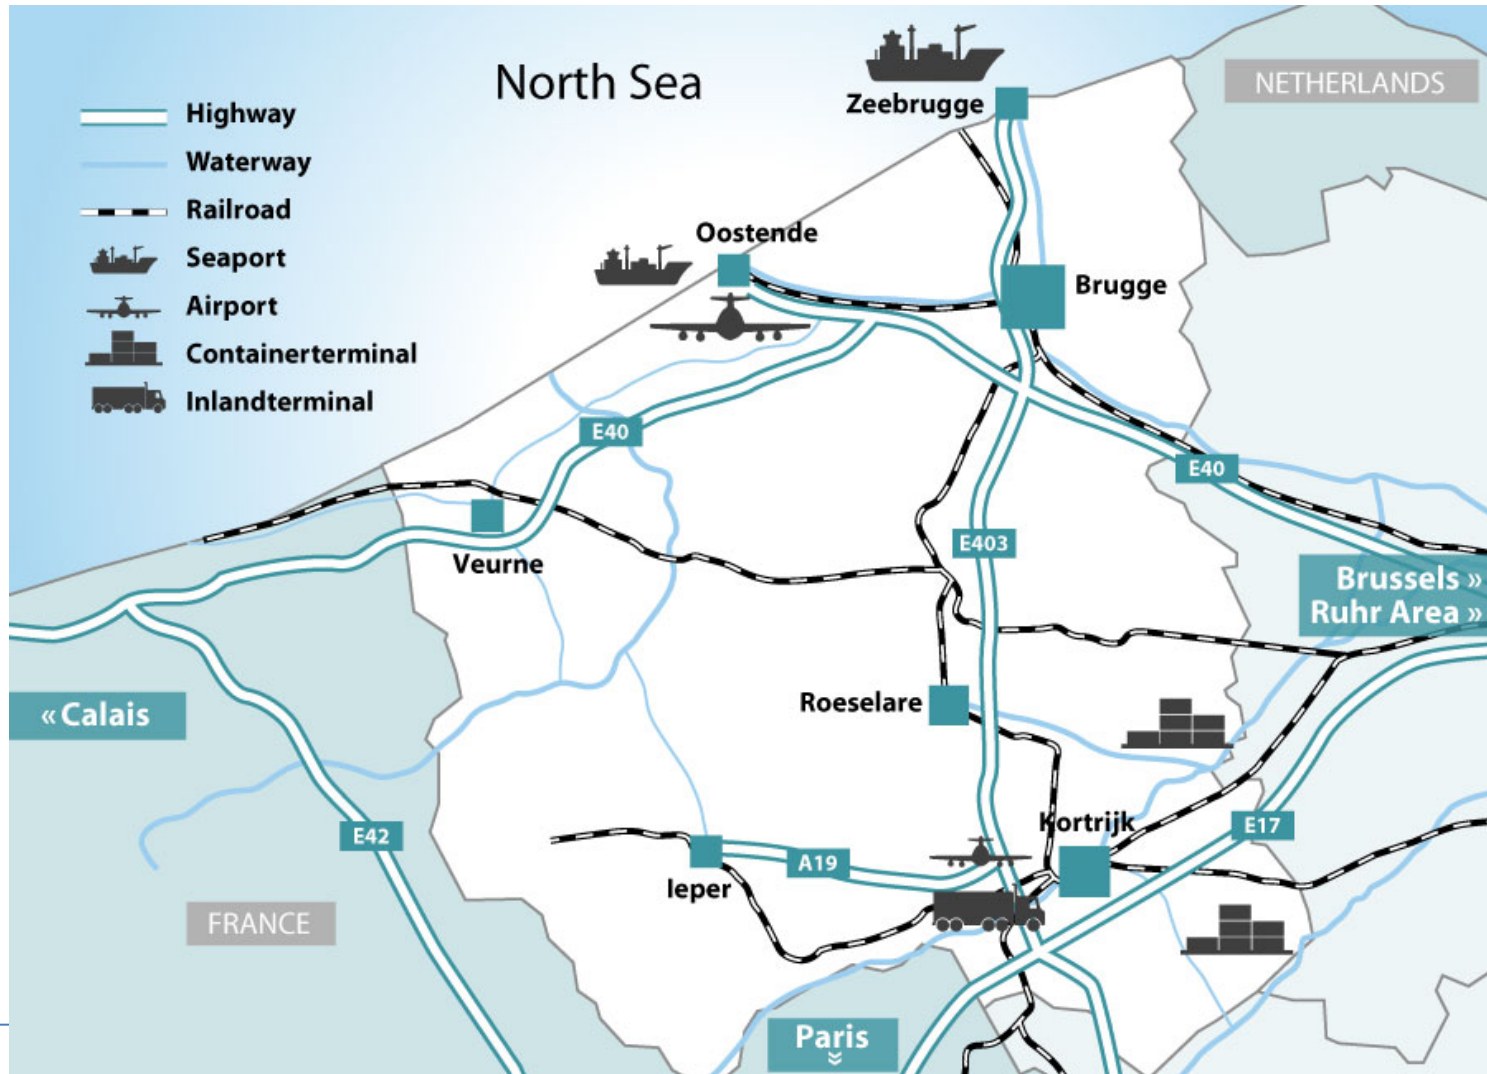 North Sea
NETHERLANDS
Zeebrugge
Highway
Waterway
Railroad
Seaport
Airport
Containerterminal
Inlandterminal
Oostende
Brugge
E40
E40
E403
Veurne
Brussels »
Ruhr Area »
« Calais
Roeselare
Kortrijk
E42
A19
E17
Ieper
FRANCE
Paris
»